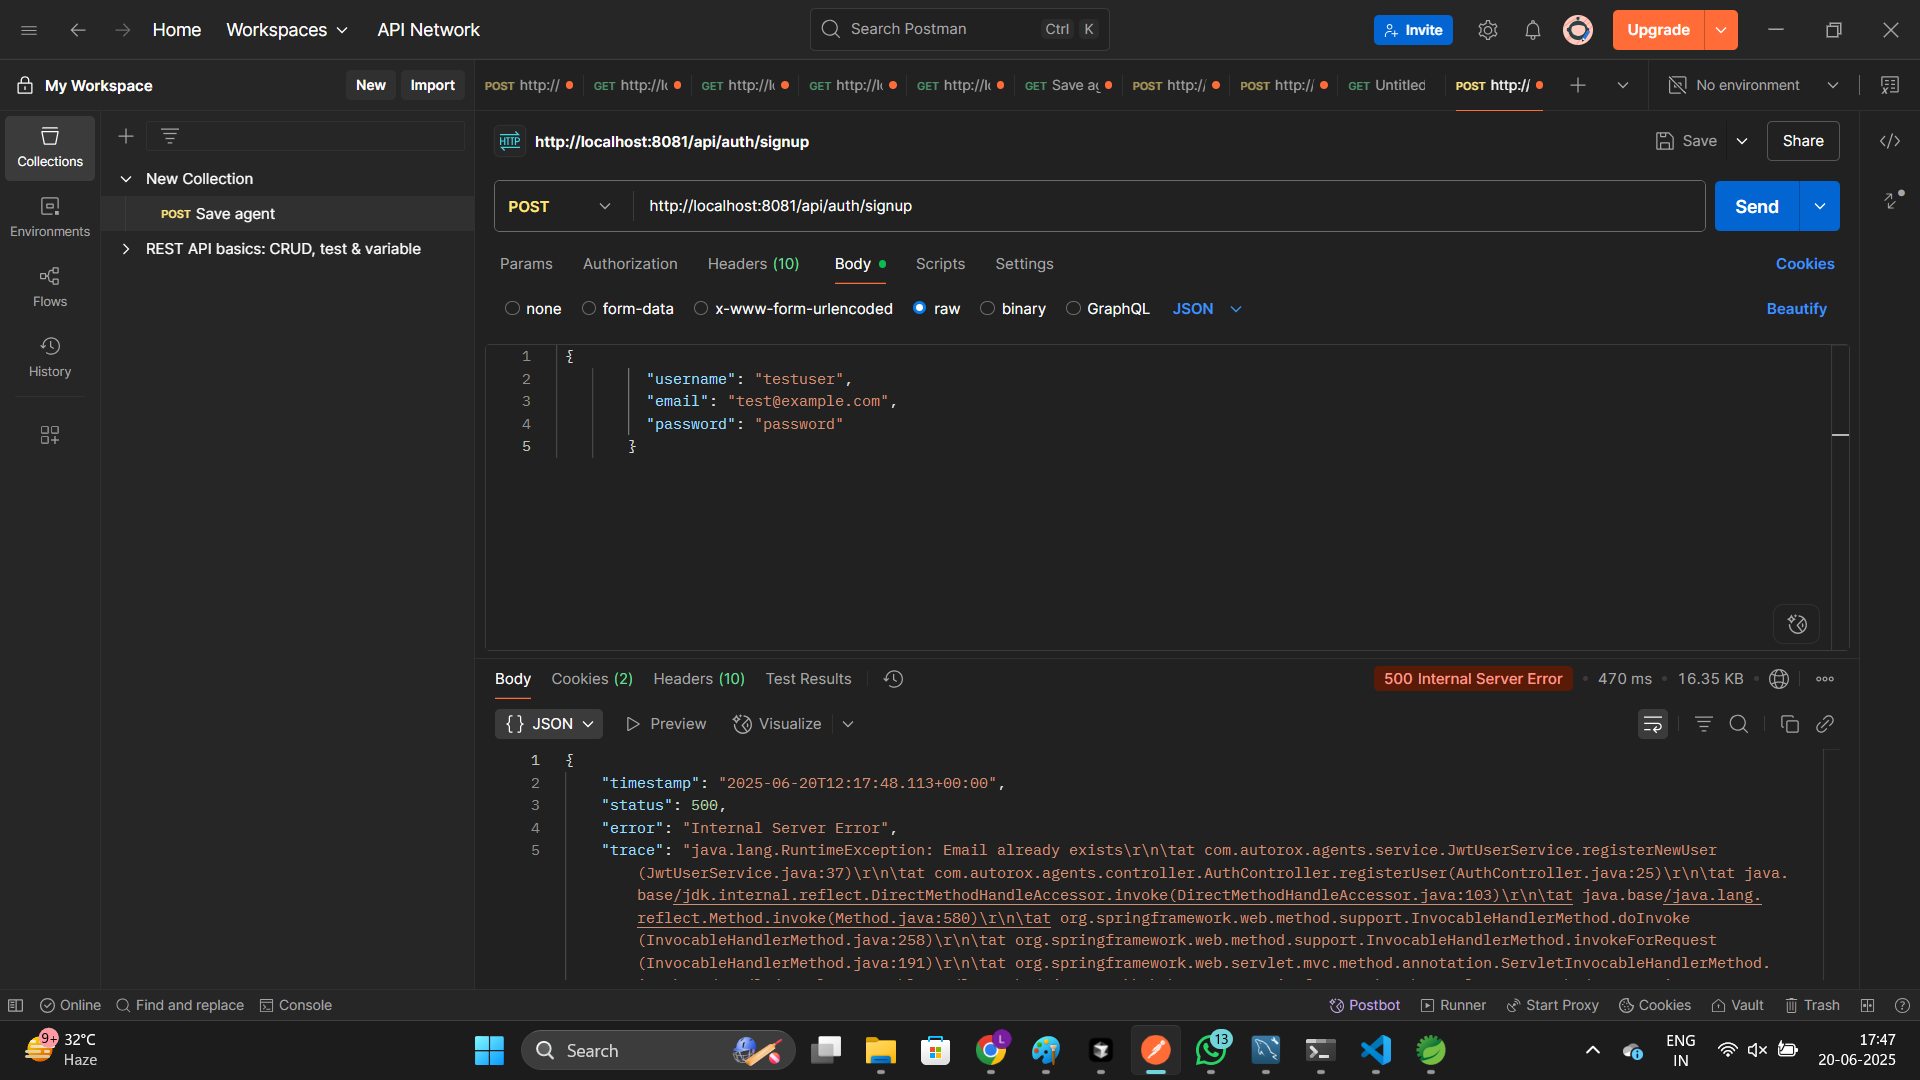 Home
Workspaces
API Network
Search Postman
Ctrl
K
Invite
Upgrade
My Workspace
New
Import
POST http://
GET http://l
GET http://l
GET http://l
GET http://l
GET Save a
POST http://
POST http://
GET Untitled
POST http://
No environment
Collections
Environments
Flows
History
New Collection
POST Save agent
REST API basics: CRUD, test & variable
HTTP
http://localhost:8081/api/auth/signup
Save
Share
POST
http://localhost:8081/api/auth/signup
Send
Params
Authorization
Headers (10)
Body
Scripts
Settings
Cookies
none
form-data
x-www-form-urlencoded
raw
binary
GraphQL
JSON
Beautify
1 {
2 "username": "testuser",
3 "email": "test@example.com",
4 "password": "password"
5 }
Body
Cookies (2)
Headers (10)
Test Results
500 Internal Server Error
470 ms
16.35 KB
{} JSON
Preview
Visualize
1 {
2 "timestamp": "2025-06-20T12:17:48.113+00:00",
3 "status": 500,
4 "error": "Internal Server Error",
5 "trace": "java.lang.RuntimeException: Email already exists\r\n\tat com.autorox.agents.service.JwtUserService.registerNewUser
(JwtUserService.java:37)\r\n\tat com.autorox.agents.controller.AuthController.registerUser(AuthController.java:25)\r\n\tat java.
base/jdk.internal.reflect.DirectMethodHandleAccessor.invoke(DirectMethodHandleAccessor.java:103)\r\n\tat java.base/java.lang.
reflect.Method.invoke(Method.java:580)\r\n\tat org.springframework.web.method.support.InvocableHandlerMethod.doInvoke
(InvocableHandlerMethod.java:258)\r\n\tat org.springframework.web.method.support.InvocableHandlerMethod.invokeForRequest
(InvocableHandlerMethod.java:191)\r\n\tat org.springframework.web.servlet.mvc.method.annotation.ServletInvocableHandlerMethod.
Online
Find and replace
Console
Postbot
Runner
Start Proxy
Cookies
Vault
Trash
9+
32°C
Haze
Search
L
13
ENG
IN
17:47
20-06-2025